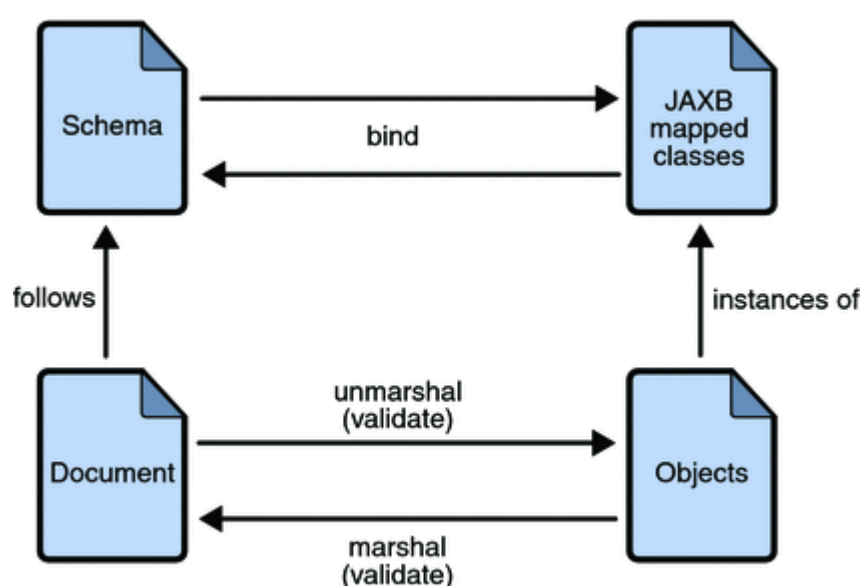 Schema
JAXB
mapped
classes
bind
follows
instances of
Document
unmarshal
(validate)
Objects
marshal
(validate)